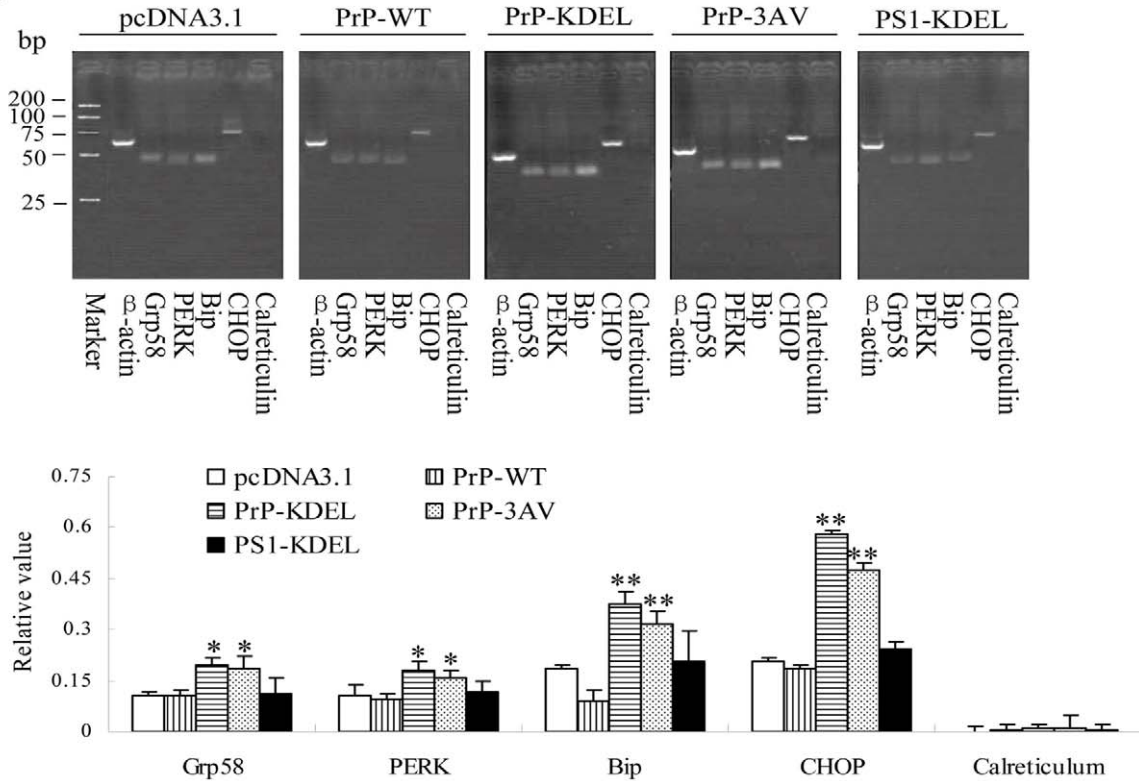 pcDNA3.1 PrP-WT PrP-KDEL PrP-3AV PS1-KDEL
bp
200
100
75
50
25
Marker β-actin Grp58 PERK Bip CHOP Calreticulin
β-actin Grp58 PERK Bip CHOP Calreticulin
β-actin Grp58 PERK Bip CHOP Calreticulin
β-actin Grp58 PERK Bip CHOP Calreticulin
β-actin Grp58 PERK Bip CHOP Calreticulin
Relative value
0.75
0.6
0.45
0.3
0.15
0
pcDNA3.1 PrP-WT
PrP-KDEL PrP-3AV
PS1-KDEL
* * * * ** ** ** **
Grp58 PERK Bip CHOP Calreticulum